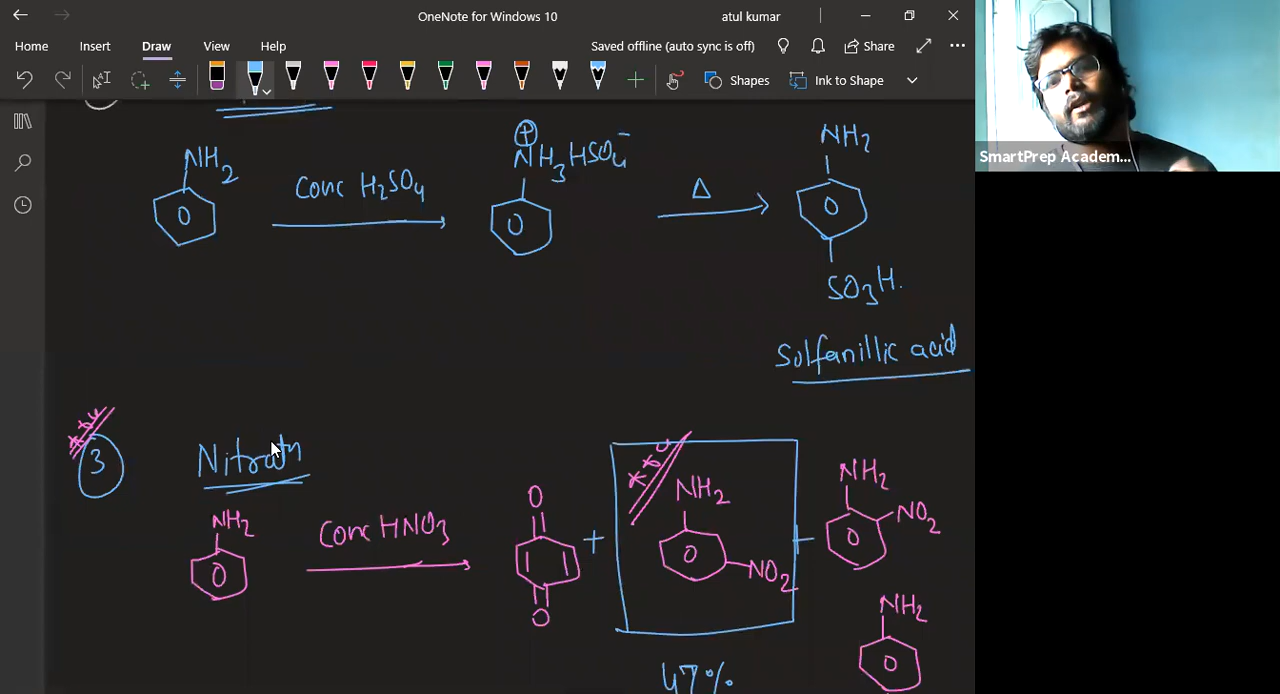 OneNote for Windows 10
atul kumar
Home Insert Draw View Help
Saved offline (auto sync is off)
Share
Shapes
Ink to Shape
SmartPrep Academ...
NH2
Conc H2SO4
⊕
NH3HSO4-
Δ
NH2
SO3H.
Solfanillic acid
3
Nitratn
NH2
Conc HNO3
O
O
+
NH2
NO2
+
NH2
NO2
NH2
47%